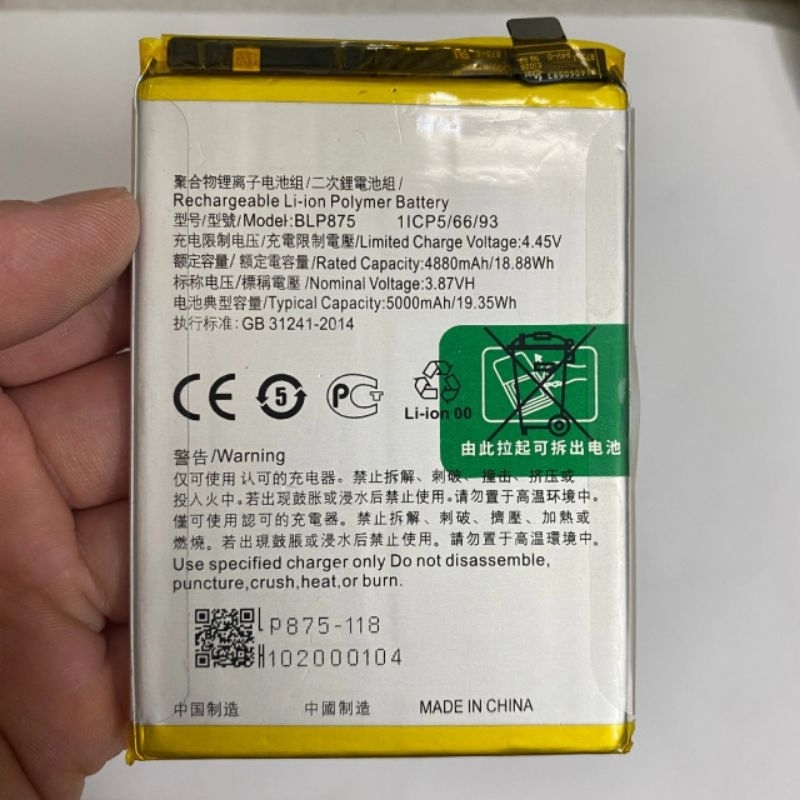 聚合物锂离子电池组/二次鋰電池組/
Rechargeable Li-ion Polymer Battery
型号/型號/Model:BLP875 1ICP5/66/93
充电限制电压/充電限制電壓/Limited Charge Voltage:4.45V
额定容量/額定電容量/Rated Capacity:4880mAh/18.88Wh
标称电压/標稱電壓/Nominal Voltage:3.87VH
电池典型容量/Typical Capacity:5000mAh/19.35Wh
执行标准: GB 31241-2014
CE 5 PCT Li-ion 00
由此拉起可拆出电池
警告/Warning
仅可使用 认可的充电器。禁止拆解、刺破、撞击、挤压或
投入火中。若出现鼓胀或浸水后禁止使用。请勿置于高温环境中。
僅可使用認可的充電器。禁止拆解、刺破、擠壓、加熱或
燃燒。若出現鼓脹或浸水后禁止使用。請勿置于高溫環境中。
Use specified charger only Do not disassemble,
puncture,crush,heat,or burn.
P875-118
H102000104
中国制造 中國制造 MADE IN CHINA